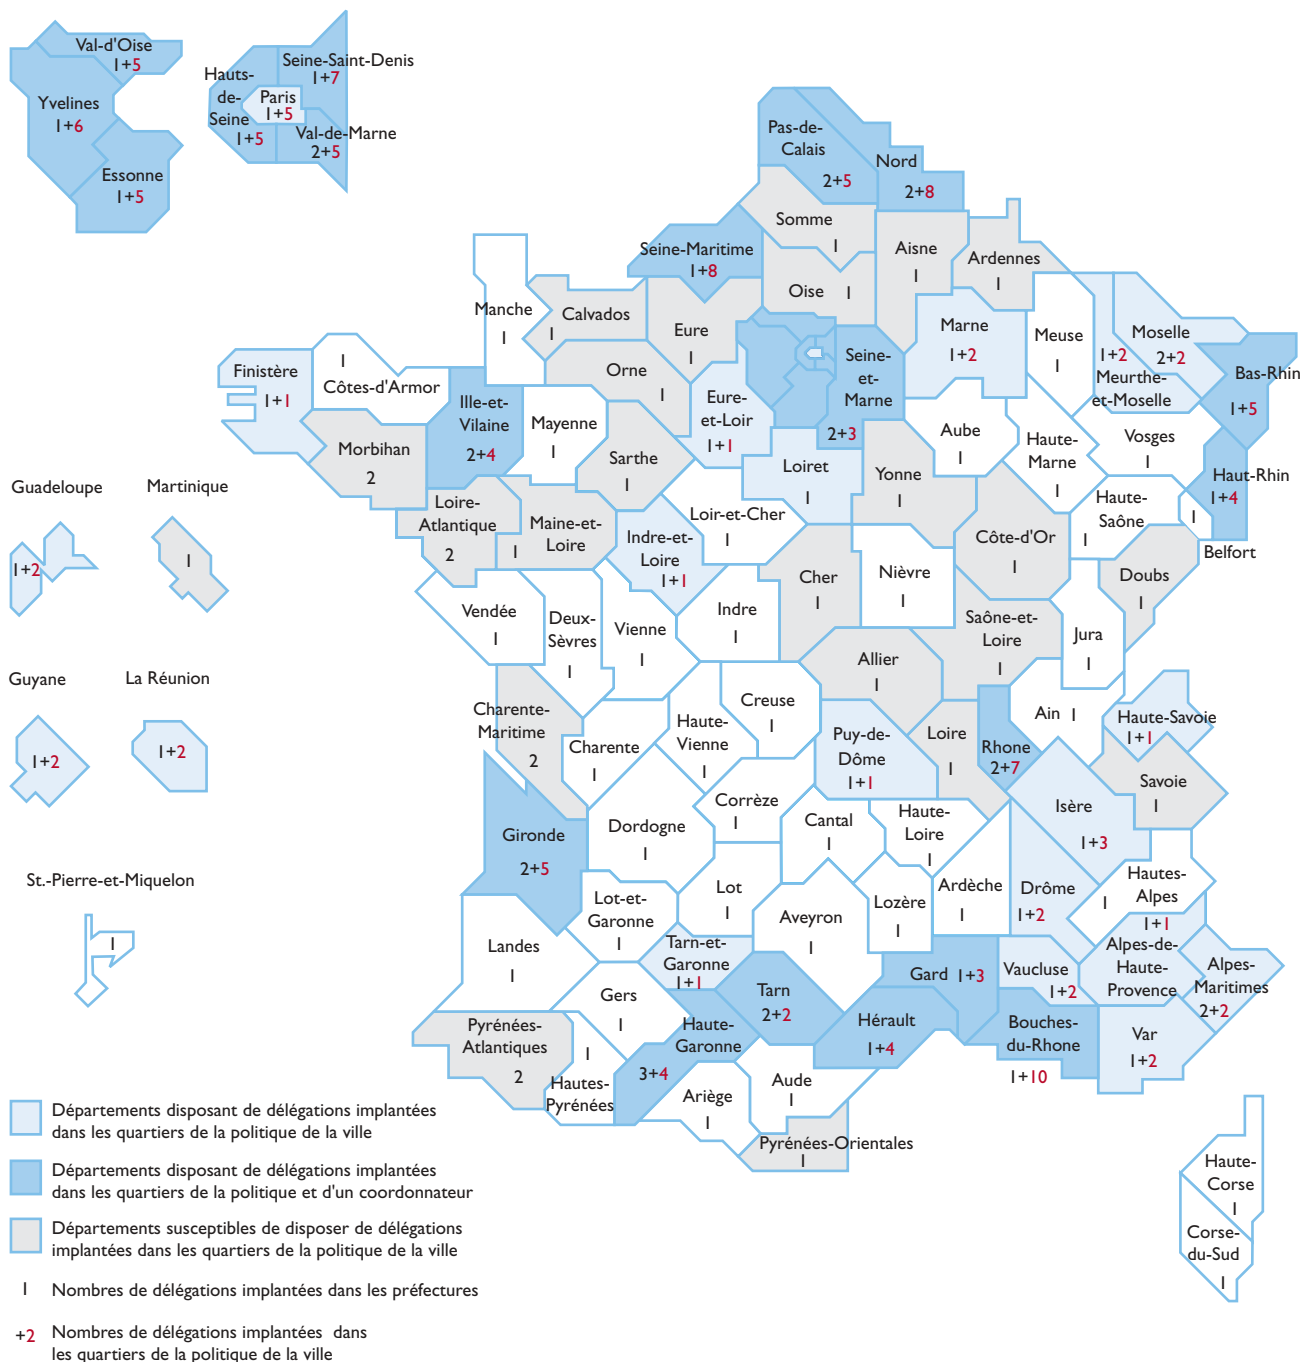 Val-d'Oise
1+5
Yvelines
1+6
Essonne
1+5
Hauts-
de-
Seine
1+5
Seine-Saint-Denis
1+7
Paris
1+5
Val-de-Marne
2+5
Pas-de-
Calais
2+5
Nord
2+8
Somme
1
Seine-Maritime
1+8
Aisne
1
Ardennes
1
Oise 1
Manche
1
Calvados
1
Eure
1
Marne
1+2
Meuse
1
Moselle
2+2
1+2
Meurthe-
et-Moselle
Bas-Rhin
1+5
Finistère
1+1
1
Côtes-d'Armor
Orne
1
Seine-
et-
Marne
2+3
Ille-et-
Vilaine
2+4
Mayenne
1
Eure-
et-Loir
1+1
Aube
1
Haute-
Marne
1
Vosges
1
Morbihan
2
Sarthe
1
Loiret
1
Yonne
1
Haut-Rhin
1+4
Guadeloupe
1+2
Martinique
1
Loire-
Atlantique
2
Maine-et-
Loire
1
Loir-et-Cher
1
Haute-
Saône
1
1
Belfort
Indre-et-
Loire
1+1
Côte-d'Or
1
Cher
1
Nièvre
1
Doubs
1
Vendée
1
Deux-
Sèvres
1
Vienne
1
Indre
1
Saône-et-
Loire
1
Jura
1
Guyane
1+2
La Réunion
1+2
Allier
1
Charente-
Maritime
2
Charente
1
Haute-
Vienne
1
Creuse
1
Puy-de-
Dôme
1+1
Loire
1
Rhone
2+7
Ain 1
Haute-Savoie
1+1
Savoie
1
Isère
1+3
Corrèze
1
Dordogne
1
Cantal
1
Haute-
Loire
1
Gironde
2+5
St.-Pierre-et-Miquelon
1
Lot-et-
Garonne
1
Lot
1
Aveyron
1
Lozère
1
Ardèche
1
Drôme
1+2
Hautes-
Alpes
1
1+1
Alpes-de-
Haute-
Provence
Landes
1
Tarn-et-
Garonne
1+1
Gard 1+3
Vaucluse
1+2
Alpes-
Maritimes
2+2
Gers
1
Tarn
2+2
Hérault
1+4
Bouches-
du-Rhone
1+10
Var
1+2
Pyrénées-
Atlantiques
2
1
Hautes-
Pyrénées
Haute-
Garonne
3+4
Ariège
1
Aude
1
Pyrénées-Orientales
1
Haute-
Corse
1
Corse-
du-Sud
1
Départements disposant de délégations implantées
dans les quartiers de la politique de la ville
Départements disposant de délégations implantées
dans les quartiers de la politique et d'un coordonnateur
Départements susceptibles de disposer de délégations
implantées dans les quartiers de la politique de la ville
1 Nombres de délégations implantées dans les préfectures
+2 Nombres de délégations implantées dans
les quartiers de la politique de la ville